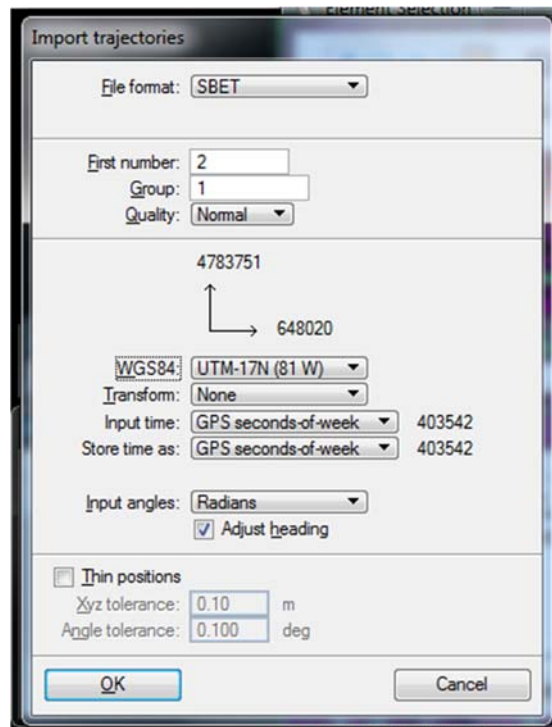 Element Selection
Import trajectories
File format: SBET
First number: 2
Group: 1
Quality: Normal
4783751
648020
WGS84: UTM-17N (81 W)
Transform: None
Input time: GPS seconds-of-week 403542
Store time as: GPS seconds-of-week 403542
Input angles: Radians
Adjust heading
Thin positions
Xyz tolerance: 0.10 m
Angle tolerance: 0.100 deg
OK Cancel